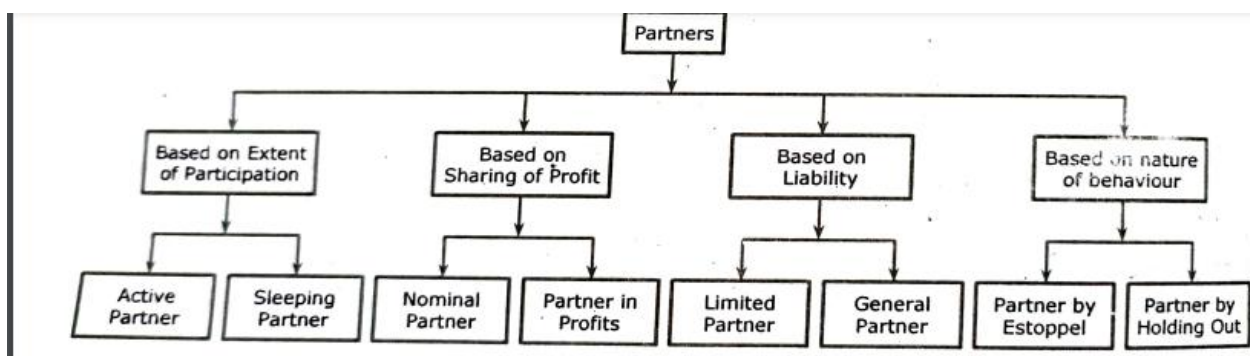 Partners
Based on Extent
of Participation
Based on
Sharing of Profit
Based on
Liability
Based on nature
of behaviour
Active
Partner
Sleeping
Partner
Nominal
Partner
Partner in
Profits
Limited
Partner
General
Partner
Partner by
Estoppel
Partner by
Holding Out